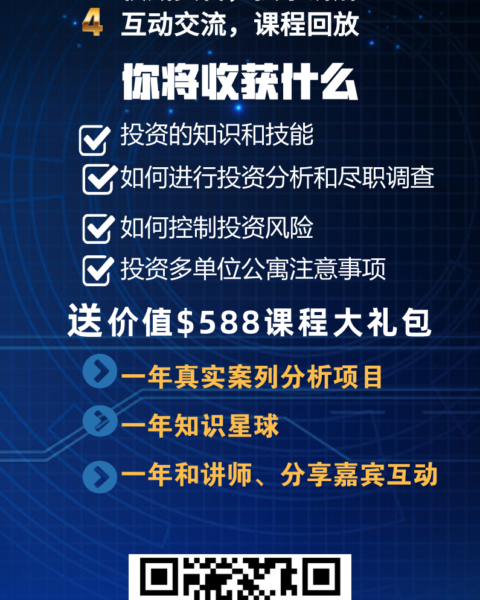 4 互动交流，课程回放
你将收获什么
投资的知识和技能
如何进行投资分析和尽职调查
如何控制投资风险
投资多单位公寓注意事项
送价值$588课程大礼包
一年真实案列分析项目
一年知识星球
一年和讲师、分享嘉宾互动